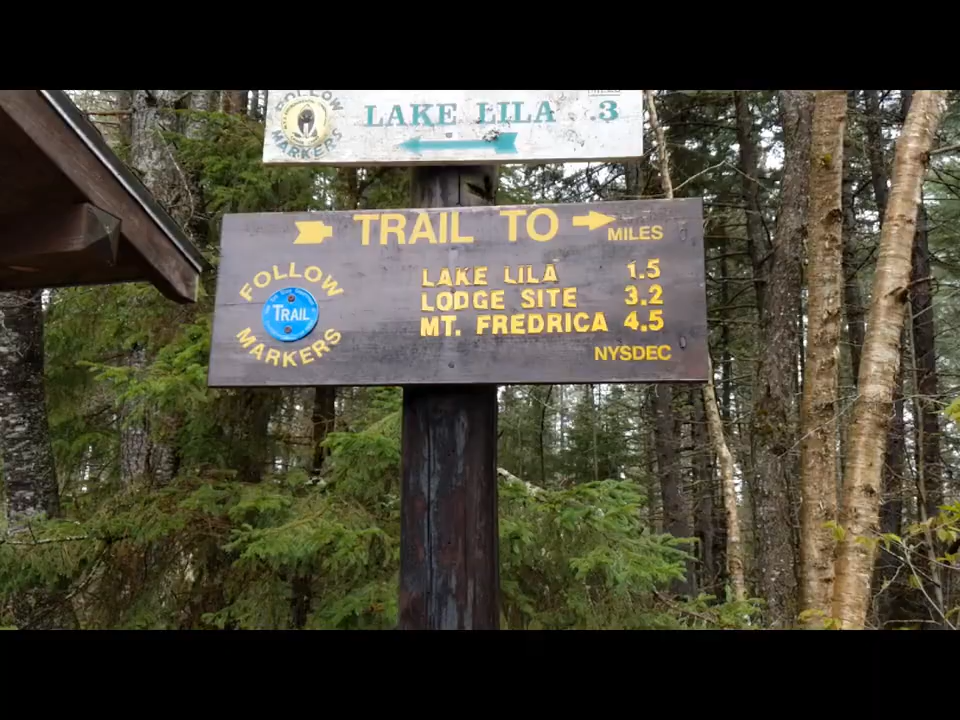 FOLLOW
MARKERS
LAKE LILA
MILES
3
TRAIL TO
MILES
FOLLOW
TRAIL
MARKERS
LAKE LILA 1.5
LODGE SITE 3.2
MT. FREDRICA 4.5
NYSDEC